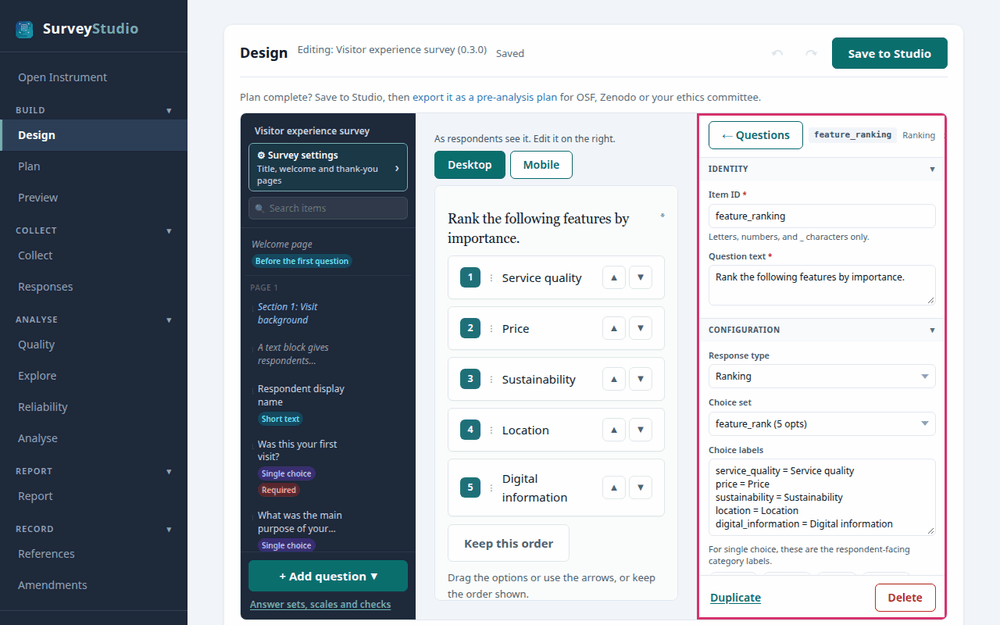 SurveyStudio
Open Instrument
BUILD
Design
Plan
Preview
COLLECT
Collect
Responses
ANALYSE
Quality
Explore
Reliability
Analyse
REPORT
Report
RECORD
References
Amendments
Design
Editing: Visitor experience survey (0.3.0)
Saved
Save to Studio
Plan complete? Save to Studio, then export it as a pre-analysis plan for OSF, Zenodo or your ethics committee.
Visitor experience survey
Survey settings
Title, welcome and thank-you
pages
Search items
Welcome page
Before the first question
PAGE 1
Section 1: Visit
background
A text block gives
respondents...
Respondent display
name
Short text
Was this your first
visit?
Single choice
Required
What was the main
purpose of your...
Single choice
+ Add question ▼
Answer sets, scales and checks
As respondents see it. Edit it on the right.
Desktop
Mobile
Rank the following features by
importance.
1 Service quality
2 Price
3 Sustainability
4 Location
5 Digital
information
Keep this order
Drag the options or use the arrows, or keep
the order shown.
← Questions
feature_ranking
Ranking
IDENTITY
Item ID *
feature_ranking
Letters, numbers, and _ characters only.
Question text *
Rank the following features by importance.
CONFIGURATION
Response type
Ranking
Choice set
feature_rank (5 opts)
Choice labels
service_quality = Service quality
price = Price
sustainability = Sustainability
location = Location
digital_information = Digital information
For single choice, these are the respondent-facing
category labels.
Duplicate
Delete